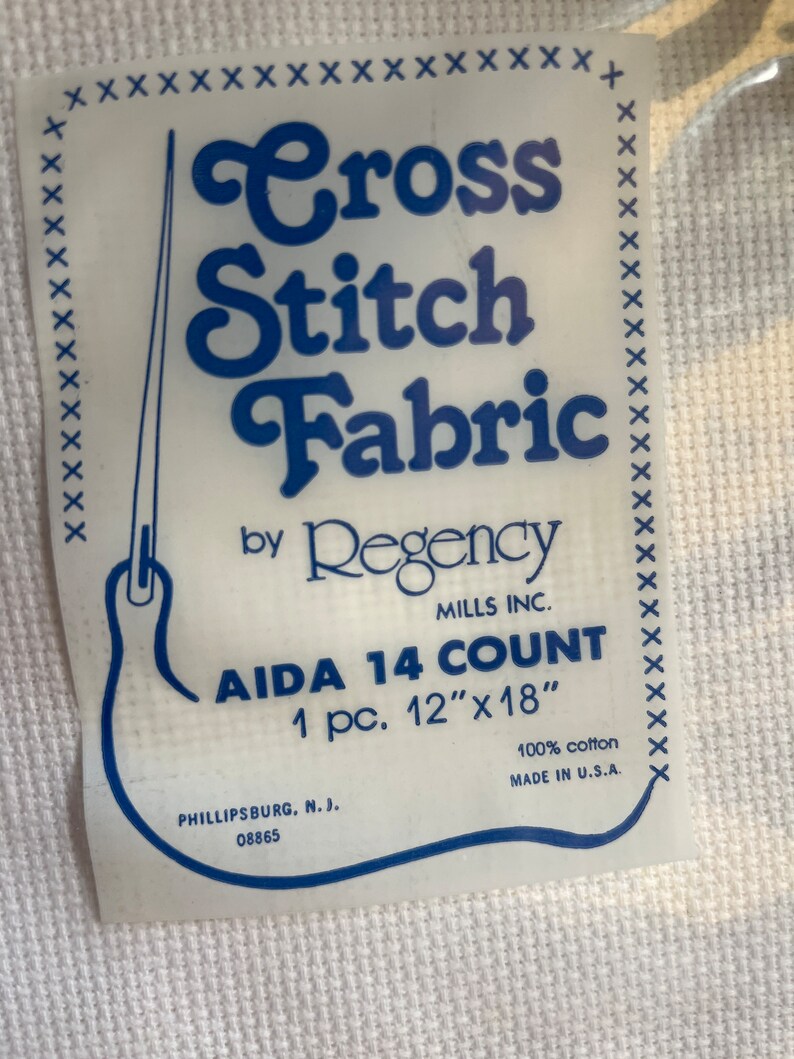 Cross
Stitch
Fabric
by Regency
MILLS INC.
AIDA 14 COUNT
1 pc. 12"x18"
100% cotton
MADE IN U.S.A.
PHILLIPSBURG, N.J.
08865